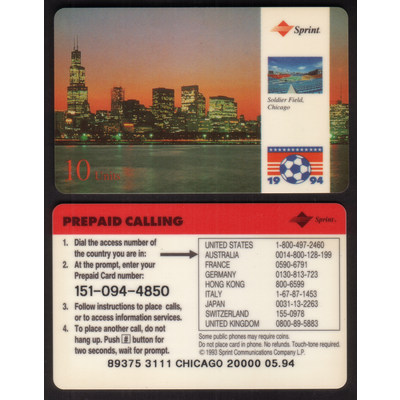 Sprint
Soldier Field,
Chicago
10
19 94
PREPAID CALLING
Sprint
1. Dial the access number of
the country you are in:
2. At the prompt, enter your
Prepaid Card number:
151-094-4850
3. Follow instructions to place calls,
or to access information services.
4. To place another call, do not
hang up. Push # button for
two seconds, wait for prompt.
UNITED STATES 1-800-497-2460
AUSTRALIA 0014-800-128-199
FRANCE 0590-6791
GERMANY 0130-813-723
HONG KONG 800-6599
ITALY 1-67-87-1453
JAPAN 0031-13-2263
SWITZERLAND 155-0978
UNITED KINGDOM 0800-89-5883
Some public phones may require coins.
Do not place card in phone. No refunds. Touch-tone required.
© 1993 Sprint Communications Company L.P.
89375 3111 CHICAGO 20000 05.94